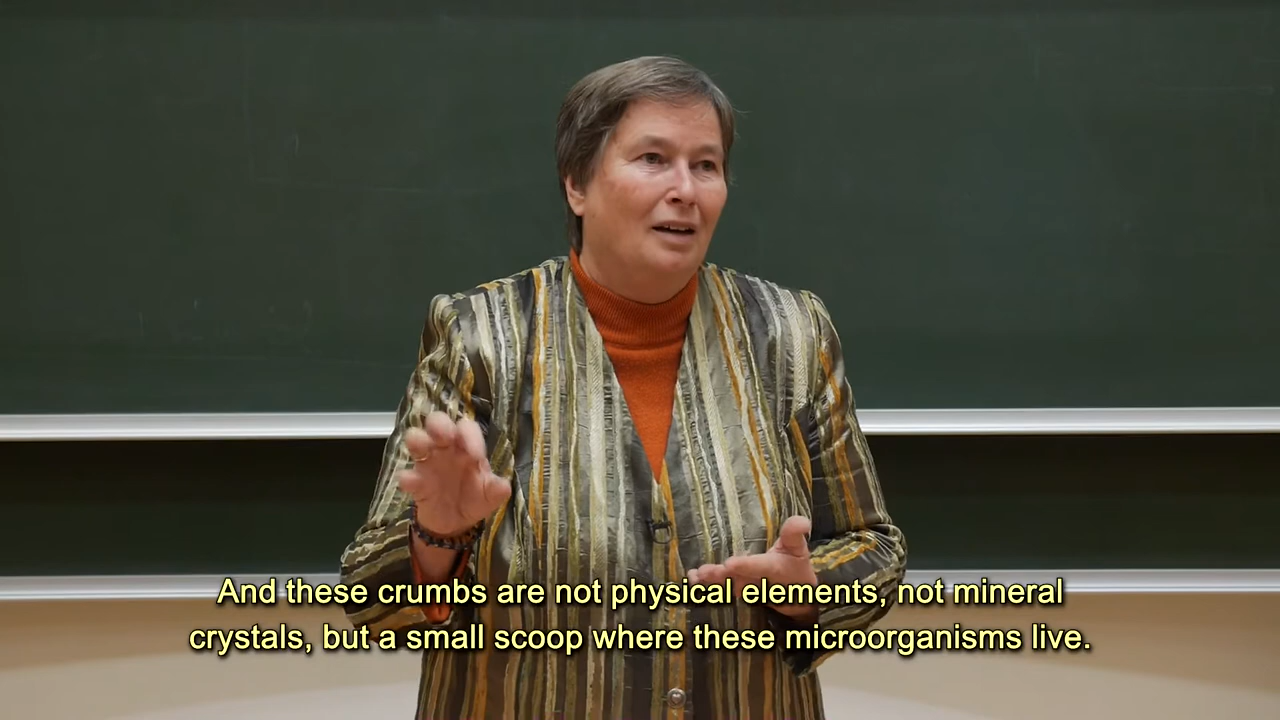 And these crumbs are not physical elements, not mineral
crystals, but a small scoop where these microorganisms live.